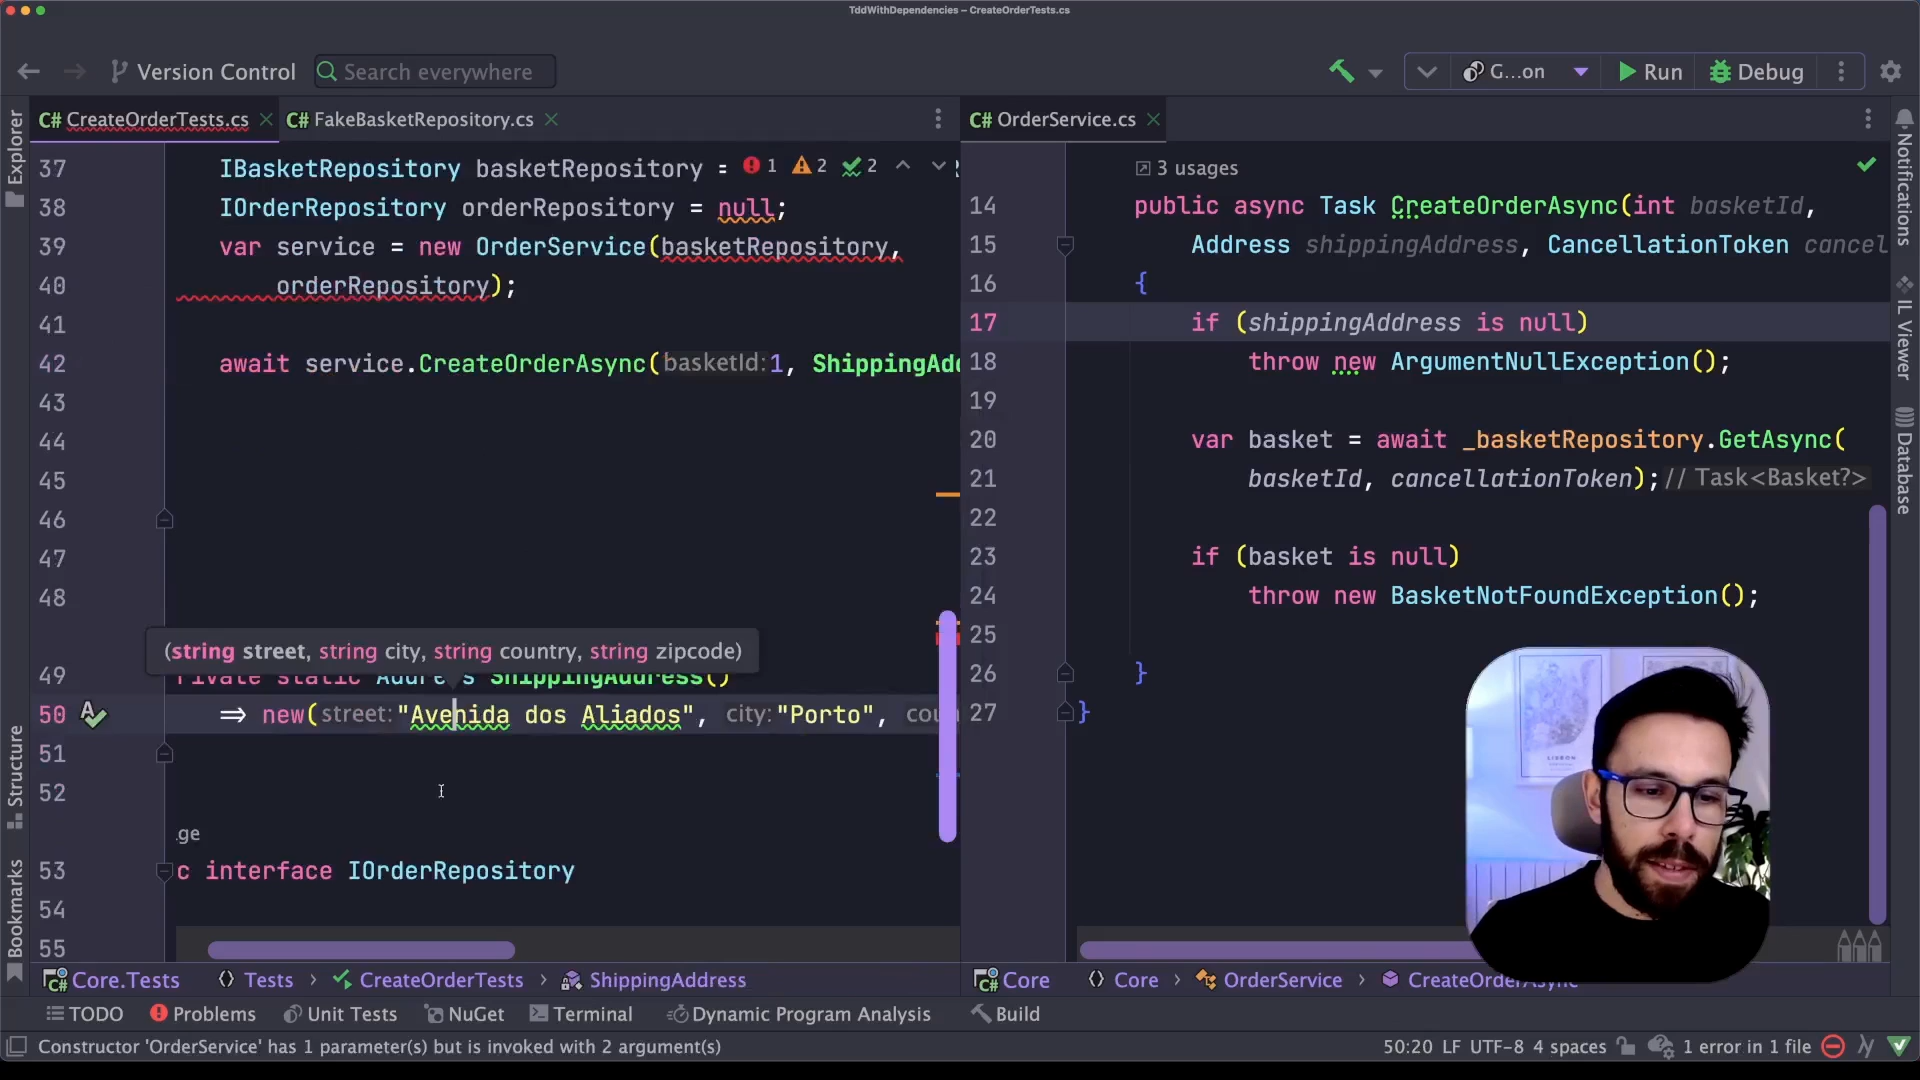 TddWithDependencies – CreateOrderTests.cs
Version Control
Search everywhere
G...on
Run
Debug
Explorer
Structure
Bookmarks
C# CreateOrderTests.cs
C# FakeBasketRepository.cs
1 2 2
37 IBasketRepository basketRepository =
38 IOrderRepository orderRepository = null;
39 var service = new OrderService(basketRepository,
40 orderRepository);
41
42 await service.CreateOrderAsync(basketId: 1, ShippingAdd
43
44
45
46
47
48
(string street, string city, string country, string zipcode)
49 rivate static Address ShippingAddress()
50 => new(street: "Avenida dos Aliados", city: "Porto", cou
51
52
ge
53 c interface IOrderRepository
54
55
C# OrderService.cs
3 usages
14 public async Task CreateOrderAsync(int basketId,
15 Address shippingAddress, CancellationToken cancel
16 {
17 if (shippingAddress is null)
18 throw new ArgumentNullException();
19
20 var basket = await _basketRepository.GetAsync(
21 basketId, cancellationToken); // Task<Basket?>
22
23 if (basket is null)
24 throw new BasketNotFoundException();
25
26 }
27 }
Notifications
IL Viewer
Database
LISBON
Core.Tests
Tests
CreateOrderTests
ShippingAddress
Core
Core
OrderService
CreateOrderAsync
TODO
Problems
Unit Tests
NuGet
Terminal
Dynamic Program Analysis
Build
Constructor 'OrderService' has 1 parameter(s) but is invoked with 2 argument(s)
50:20 LF UTF-8 4 spaces
1 error in 1 file